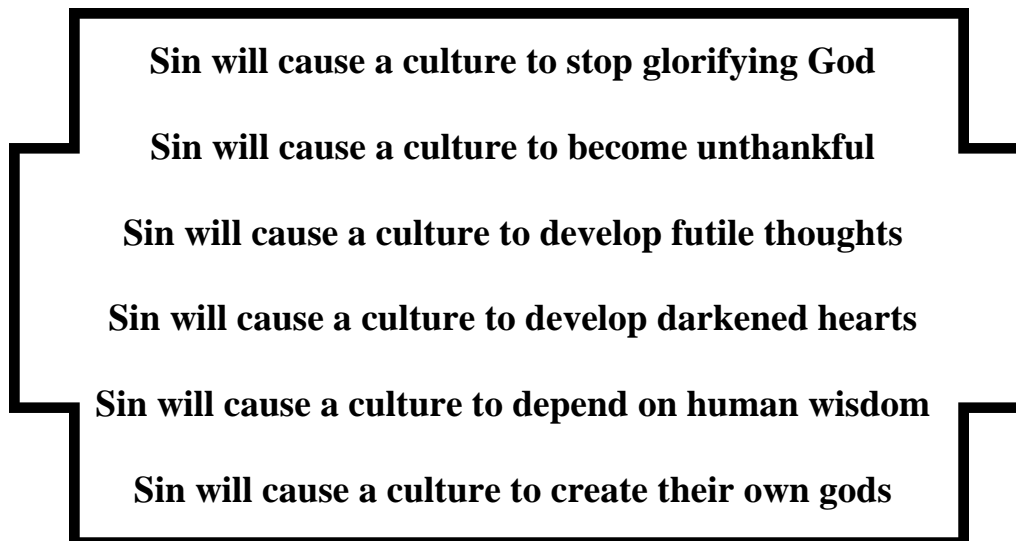 Sin will cause a culture to stop glorifying God
Sin will cause a culture to become unthankful
Sin will cause a culture to develop futile thoughts
Sin will cause a culture to develop darkened hearts
Sin will cause a culture to depend on human wisdom
Sin will cause a culture to create their own gods